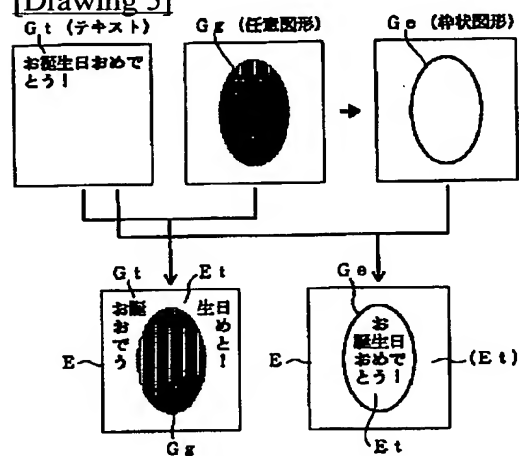 [Drawing 5]
Gt (テキスト)
Gg (任意図形)
Ge (枠状図形)
お誕生日おめで
とう!
Gt
Et
お誕 生日
お め
で と
う !
E
Gg
Ge
お
誕生日
おめで
とう!
E
(Et)
Et